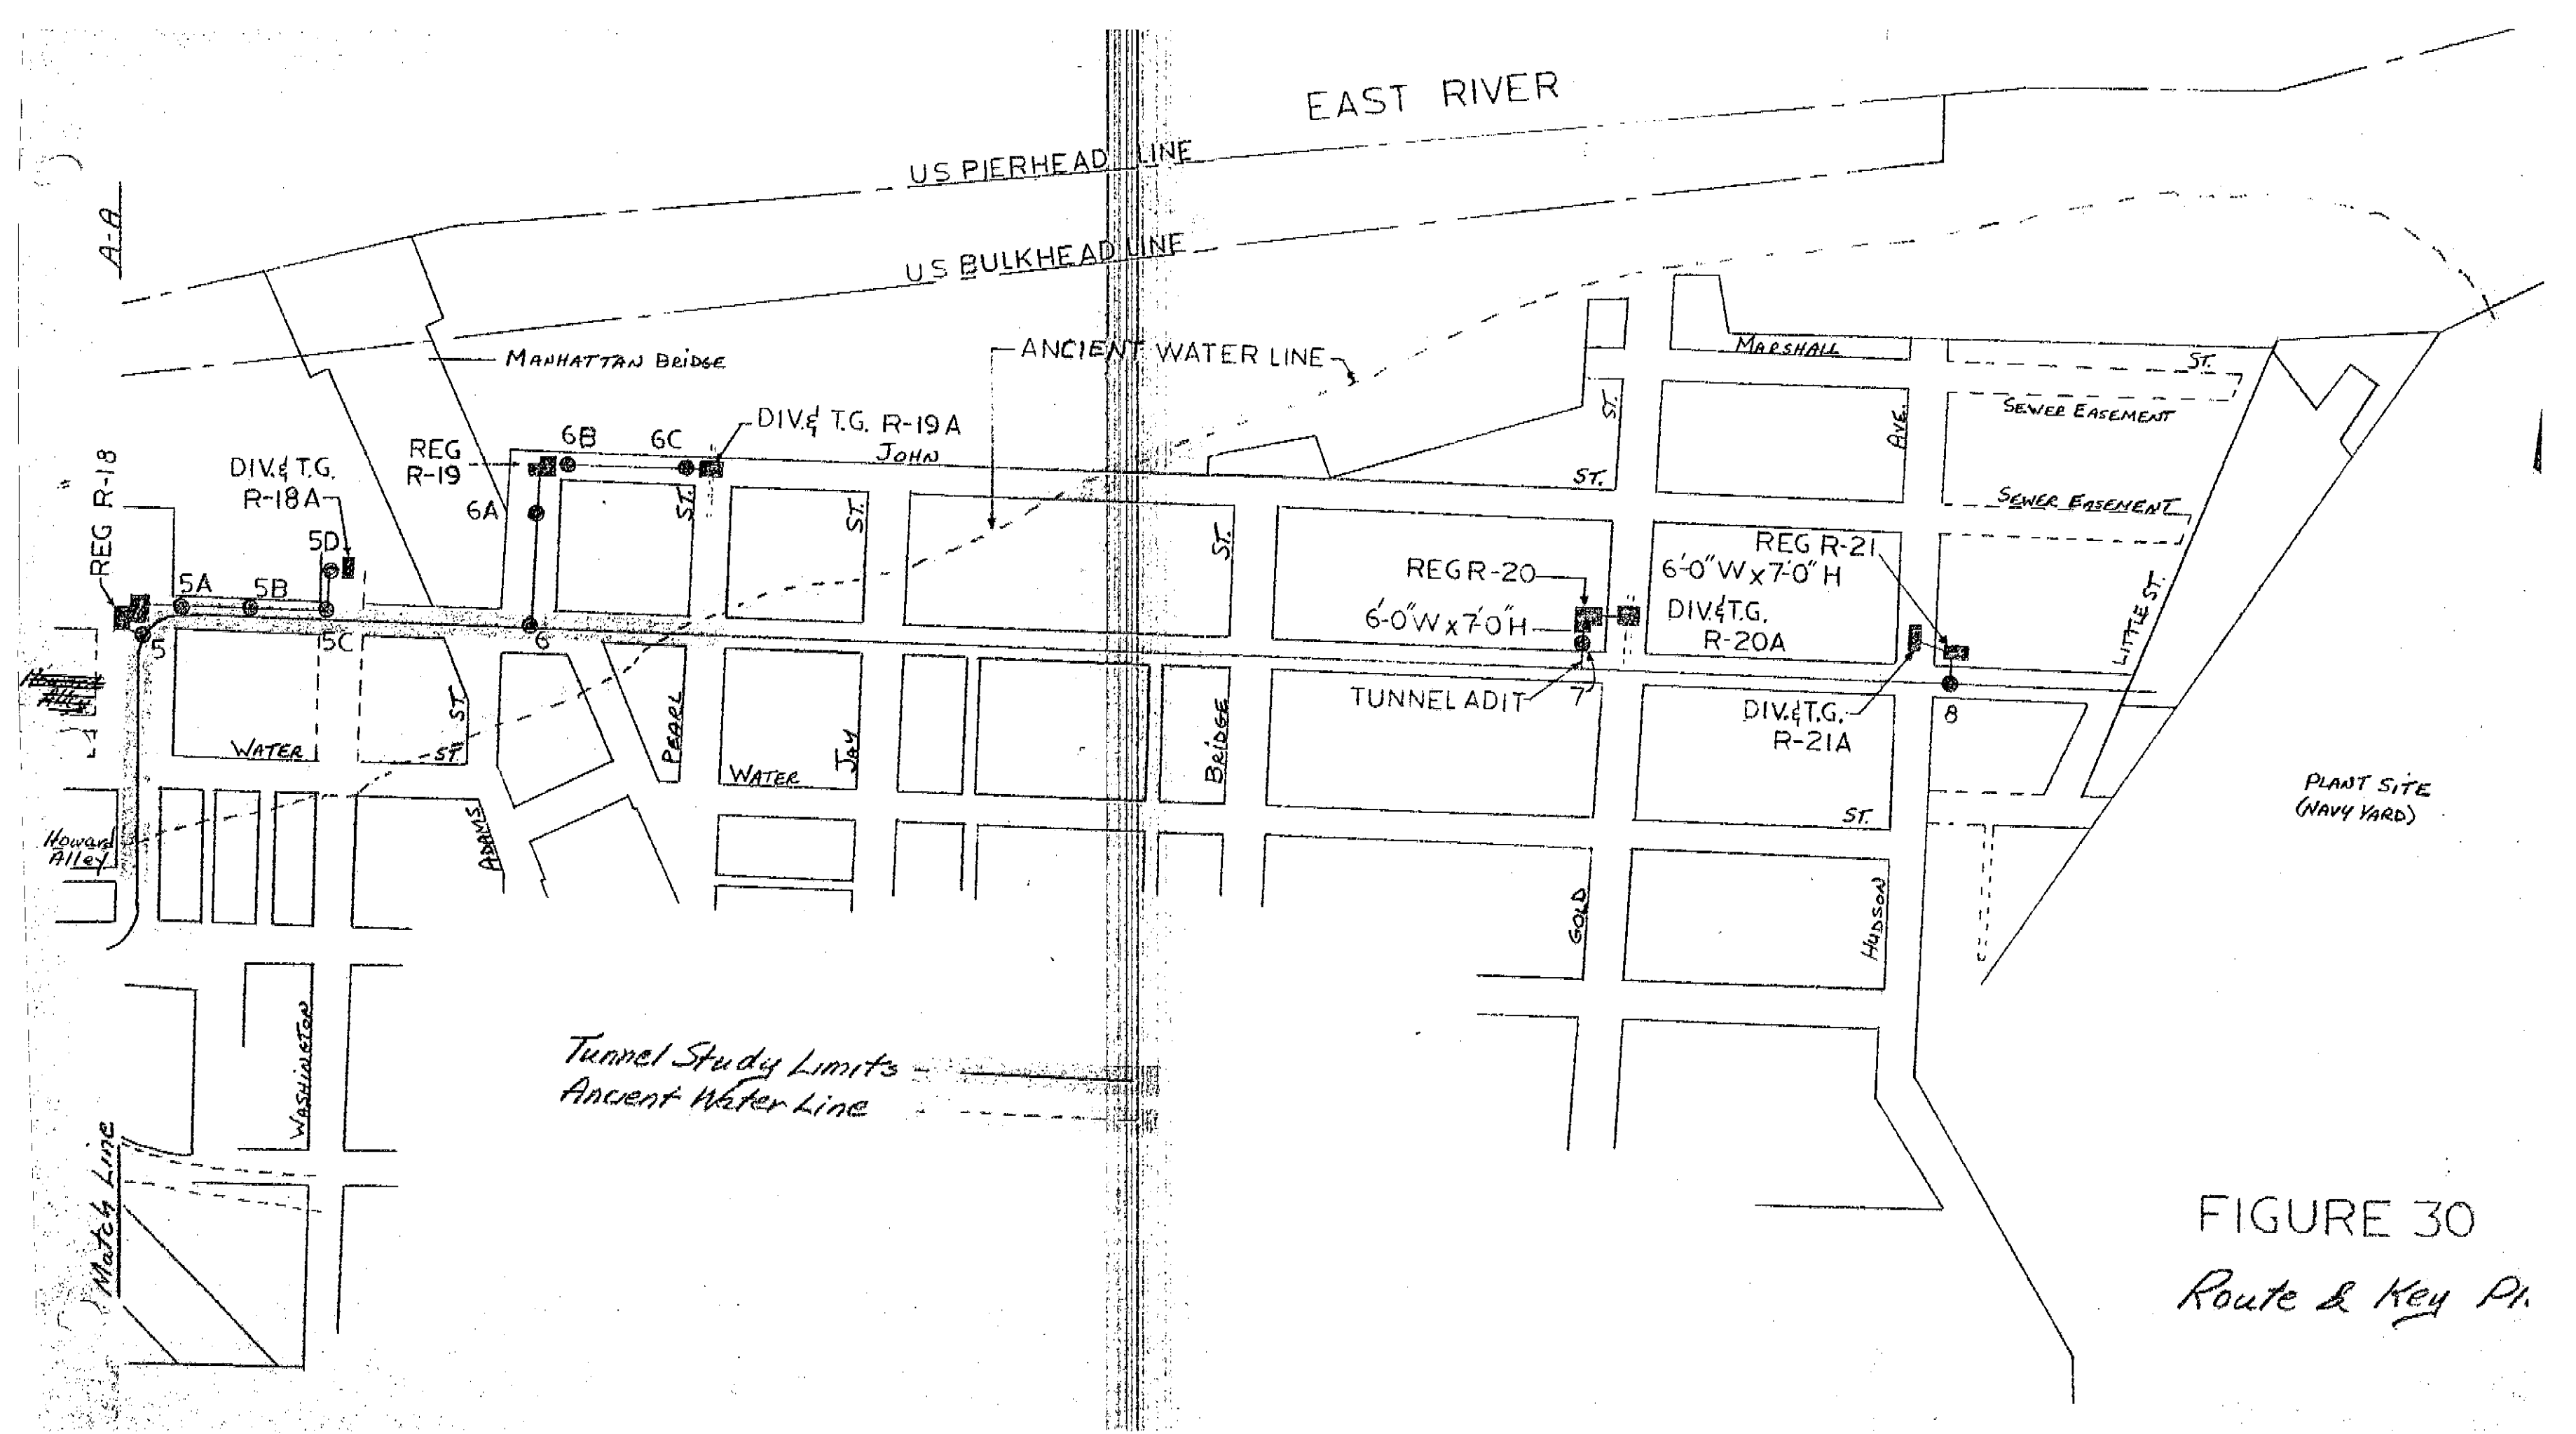 EAST RIVER
US PIERHEAD LINE
A-A
US BULKHEAD LINE
ANCIENT WATER LINE
MANHATTAN BRIDGE
MARSHALL
ST.
SEWER EASEMENT
ST.
AVE.
DIV.& T.G. R-19A
6B
6C
REG
R-19
JOHN
ST.
REG R-18
DIV.& T.G.
R-18A
6A
ST.
ST.
ST.
SEWER EASEMENT
5D
REG R-21
6'-0"W x 7'-0"H
REG R-20
5A
5B
DIV.&T.G.
R-20A
6'-0"W x 7'-0"H
LITTLE ST.
5
5C
6
Howard
Alley
TUNNEL ADIT
7
DIV.&T.G.
R-21A
8
ST.
PEARL
JAY
BRIDGE
WATER
ST.
WATER
ST.
PLANT SITE
(NAVY YARD)
Howard
Alley
ADAMS
GOLD
HUDSON
WASHINGTON
Tunnel Study Limits
Ancient Water Line
Match Line
FIGURE 30
Route & Key Pl.